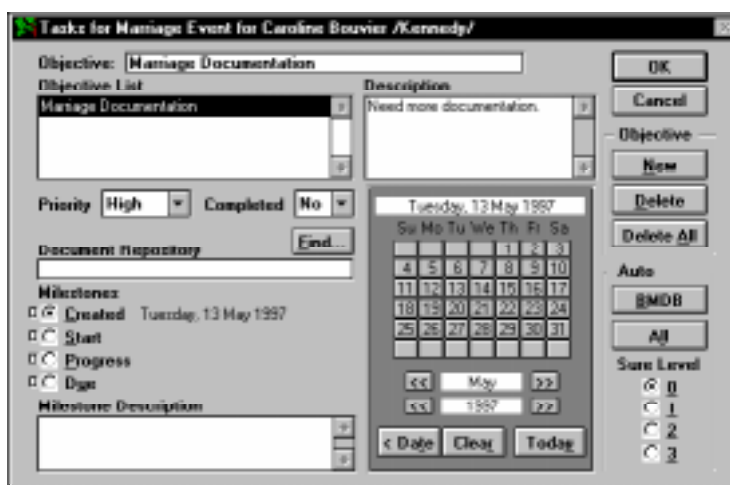 Tasks for Marriage Event for Caroline Bouvier /Kennedy/
Objective: Marriage Documentation
Objective List
Marriage Documentation
Description
Need more documentation.
OK
Cancel
Objective
New
Delete
Delete All
Priority High Completed No
Document Repository Find...
Milestones
Created Tuesday, 13 May 1997
Start
Progress
Due
Milestone Description
Tuesday, 13 May 1997
Su Mo Tu We Th Fr Sa
1 2 3
4 5 6 7 8 9 10
11 12 13 14 15 16 17
18 19 20 21 22 23 24
25 26 27 28 29 30 31
<< May >>
<< 1997 >>
< Date Clear Today
Auto
BMDB
All
Sure Level
0
1
2
3